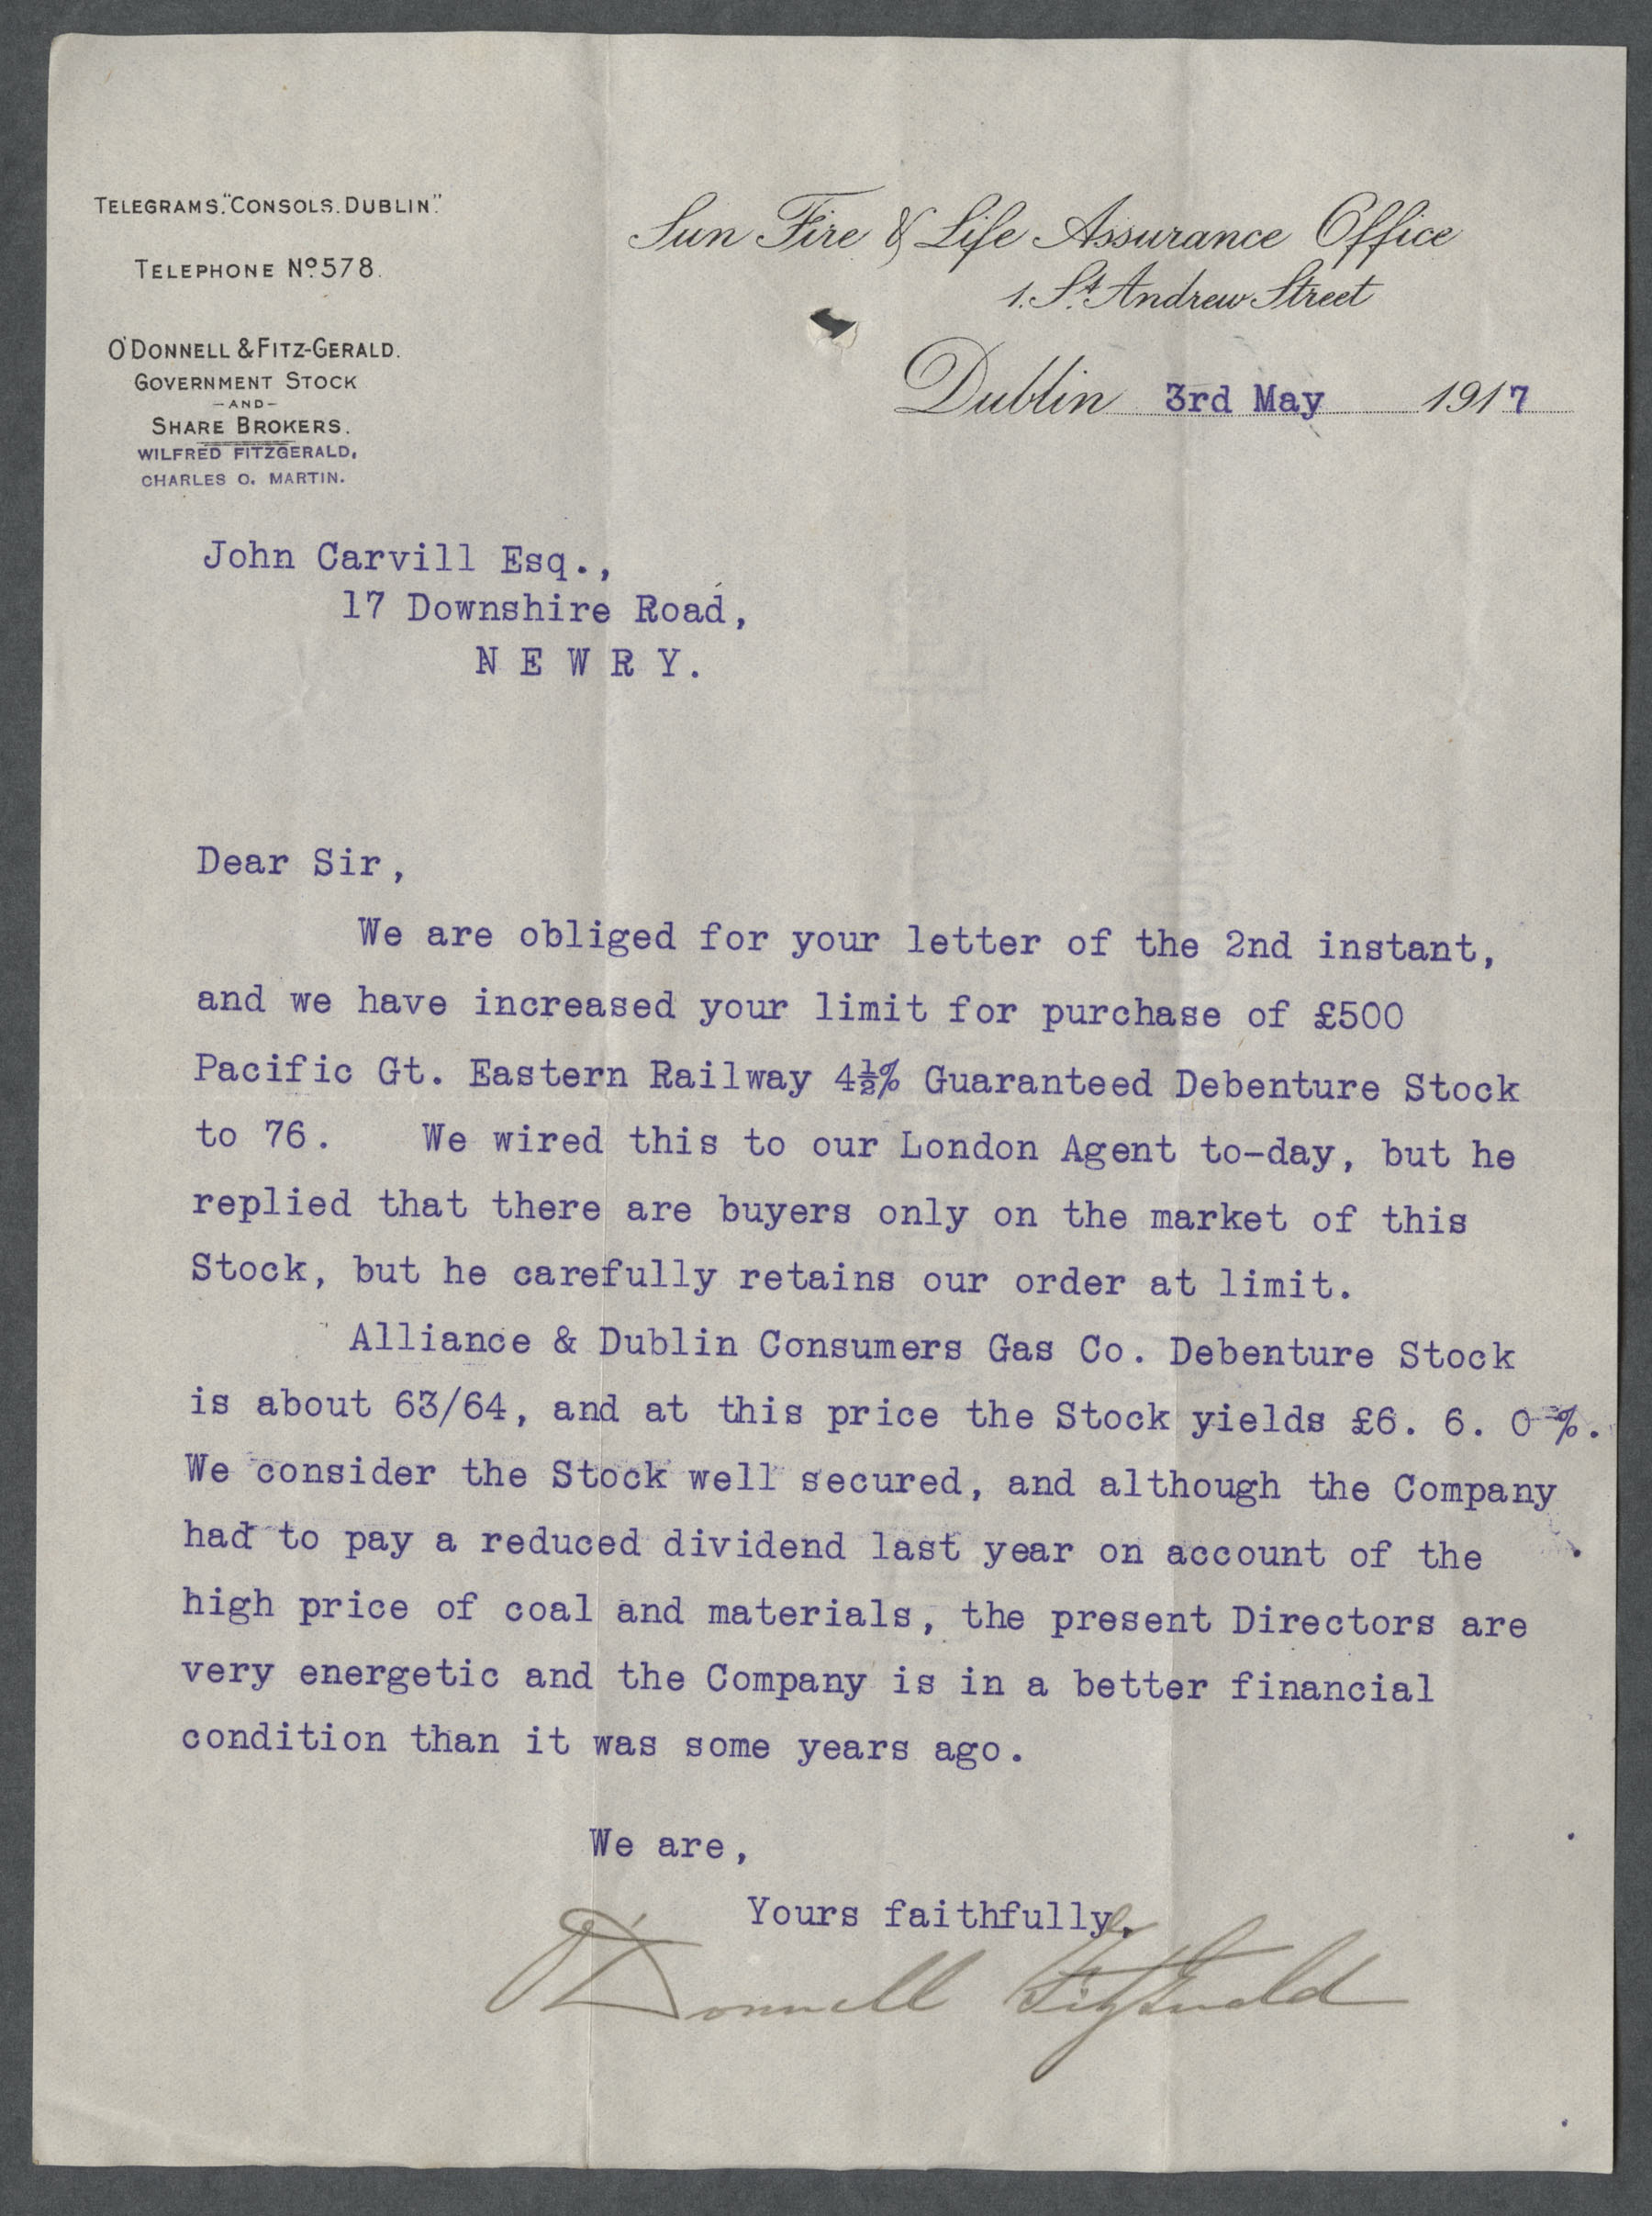 TELEGRAMS. "CONSOLS. DUBLIN."
TELEPHONE Nº 578.
O'DONNELL & FITZ-GERALD.
GOVERNMENT STOCK
-AND-
SHARE BROKERS.
WILFRED FITZGERALD,
CHARLES O. MARTIN.
Sun Fire & Life Assurance Office
1. St. Andrew Street
Dublin 3rd May 1917
John Carvill Esq.,
17 Downshire Road,
N E W R Y.
Dear Sir,
We are obliged for your letter of the 2nd instant,
and we have increased your limit for purchase of £500
Pacific Gt. Eastern Railway 4½% Guaranteed Debenture Stock
to 76. We wired this to our London Agent to-day, but he
replied that there are buyers only on the market of this
Stock, but he carefully retains our order at limit.
Alliance & Dublin Consumers Gas Co. Debenture Stock
is about 63/64, and at this price the Stock yields £6. 6. 0 %.
We consider the Stock well secured, and although the Company
had to pay a reduced dividend last year on account of the
high price of coal and materials, the present Directors are
very energetic and the Company is in a better financial
condition than it was some years ago.
We are,
Yours faithfully,
O'Donnell Fitzgerald